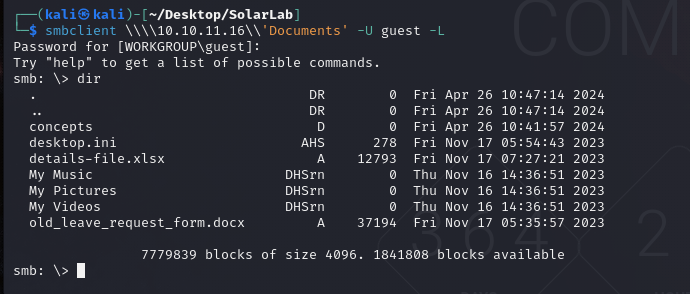 ┌──(kali㉿kali)-[~/Desktop/SolarLab]
└─$ smbclient \\\\10.10.11.16\\'Documents' -U guest -L
Password for [WORKGROUP\guest]:
Try "help" to get a list of possible commands.
smb: \> dir
  .                                  DR        0  Fri Apr 26 10:47:14 2024
  ..                                 DR        0  Fri Apr 26 10:47:14 2024
  concepts                            D        0  Fri Apr 26 10:41:57 2024
  desktop.ini                       AHS      278  Fri Nov 17 05:54:43 2023
  details-file.xlsx                   A    12793  Fri Nov 17 07:27:21 2023
  My Music                        DHSrn        0  Thu Nov 16 14:36:51 2023
  My Pictures                     DHSrn        0  Thu Nov 16 14:36:51 2023
  My Videos                       DHSrn        0  Thu Nov 16 14:36:51 2023
  old_leave_request_form.docx         A    37194  Fri Nov 17 05:35:57 2023
                7779839 blocks of size 4096. 1841808 blocks available
smb: \>
COM
3 6 4
2